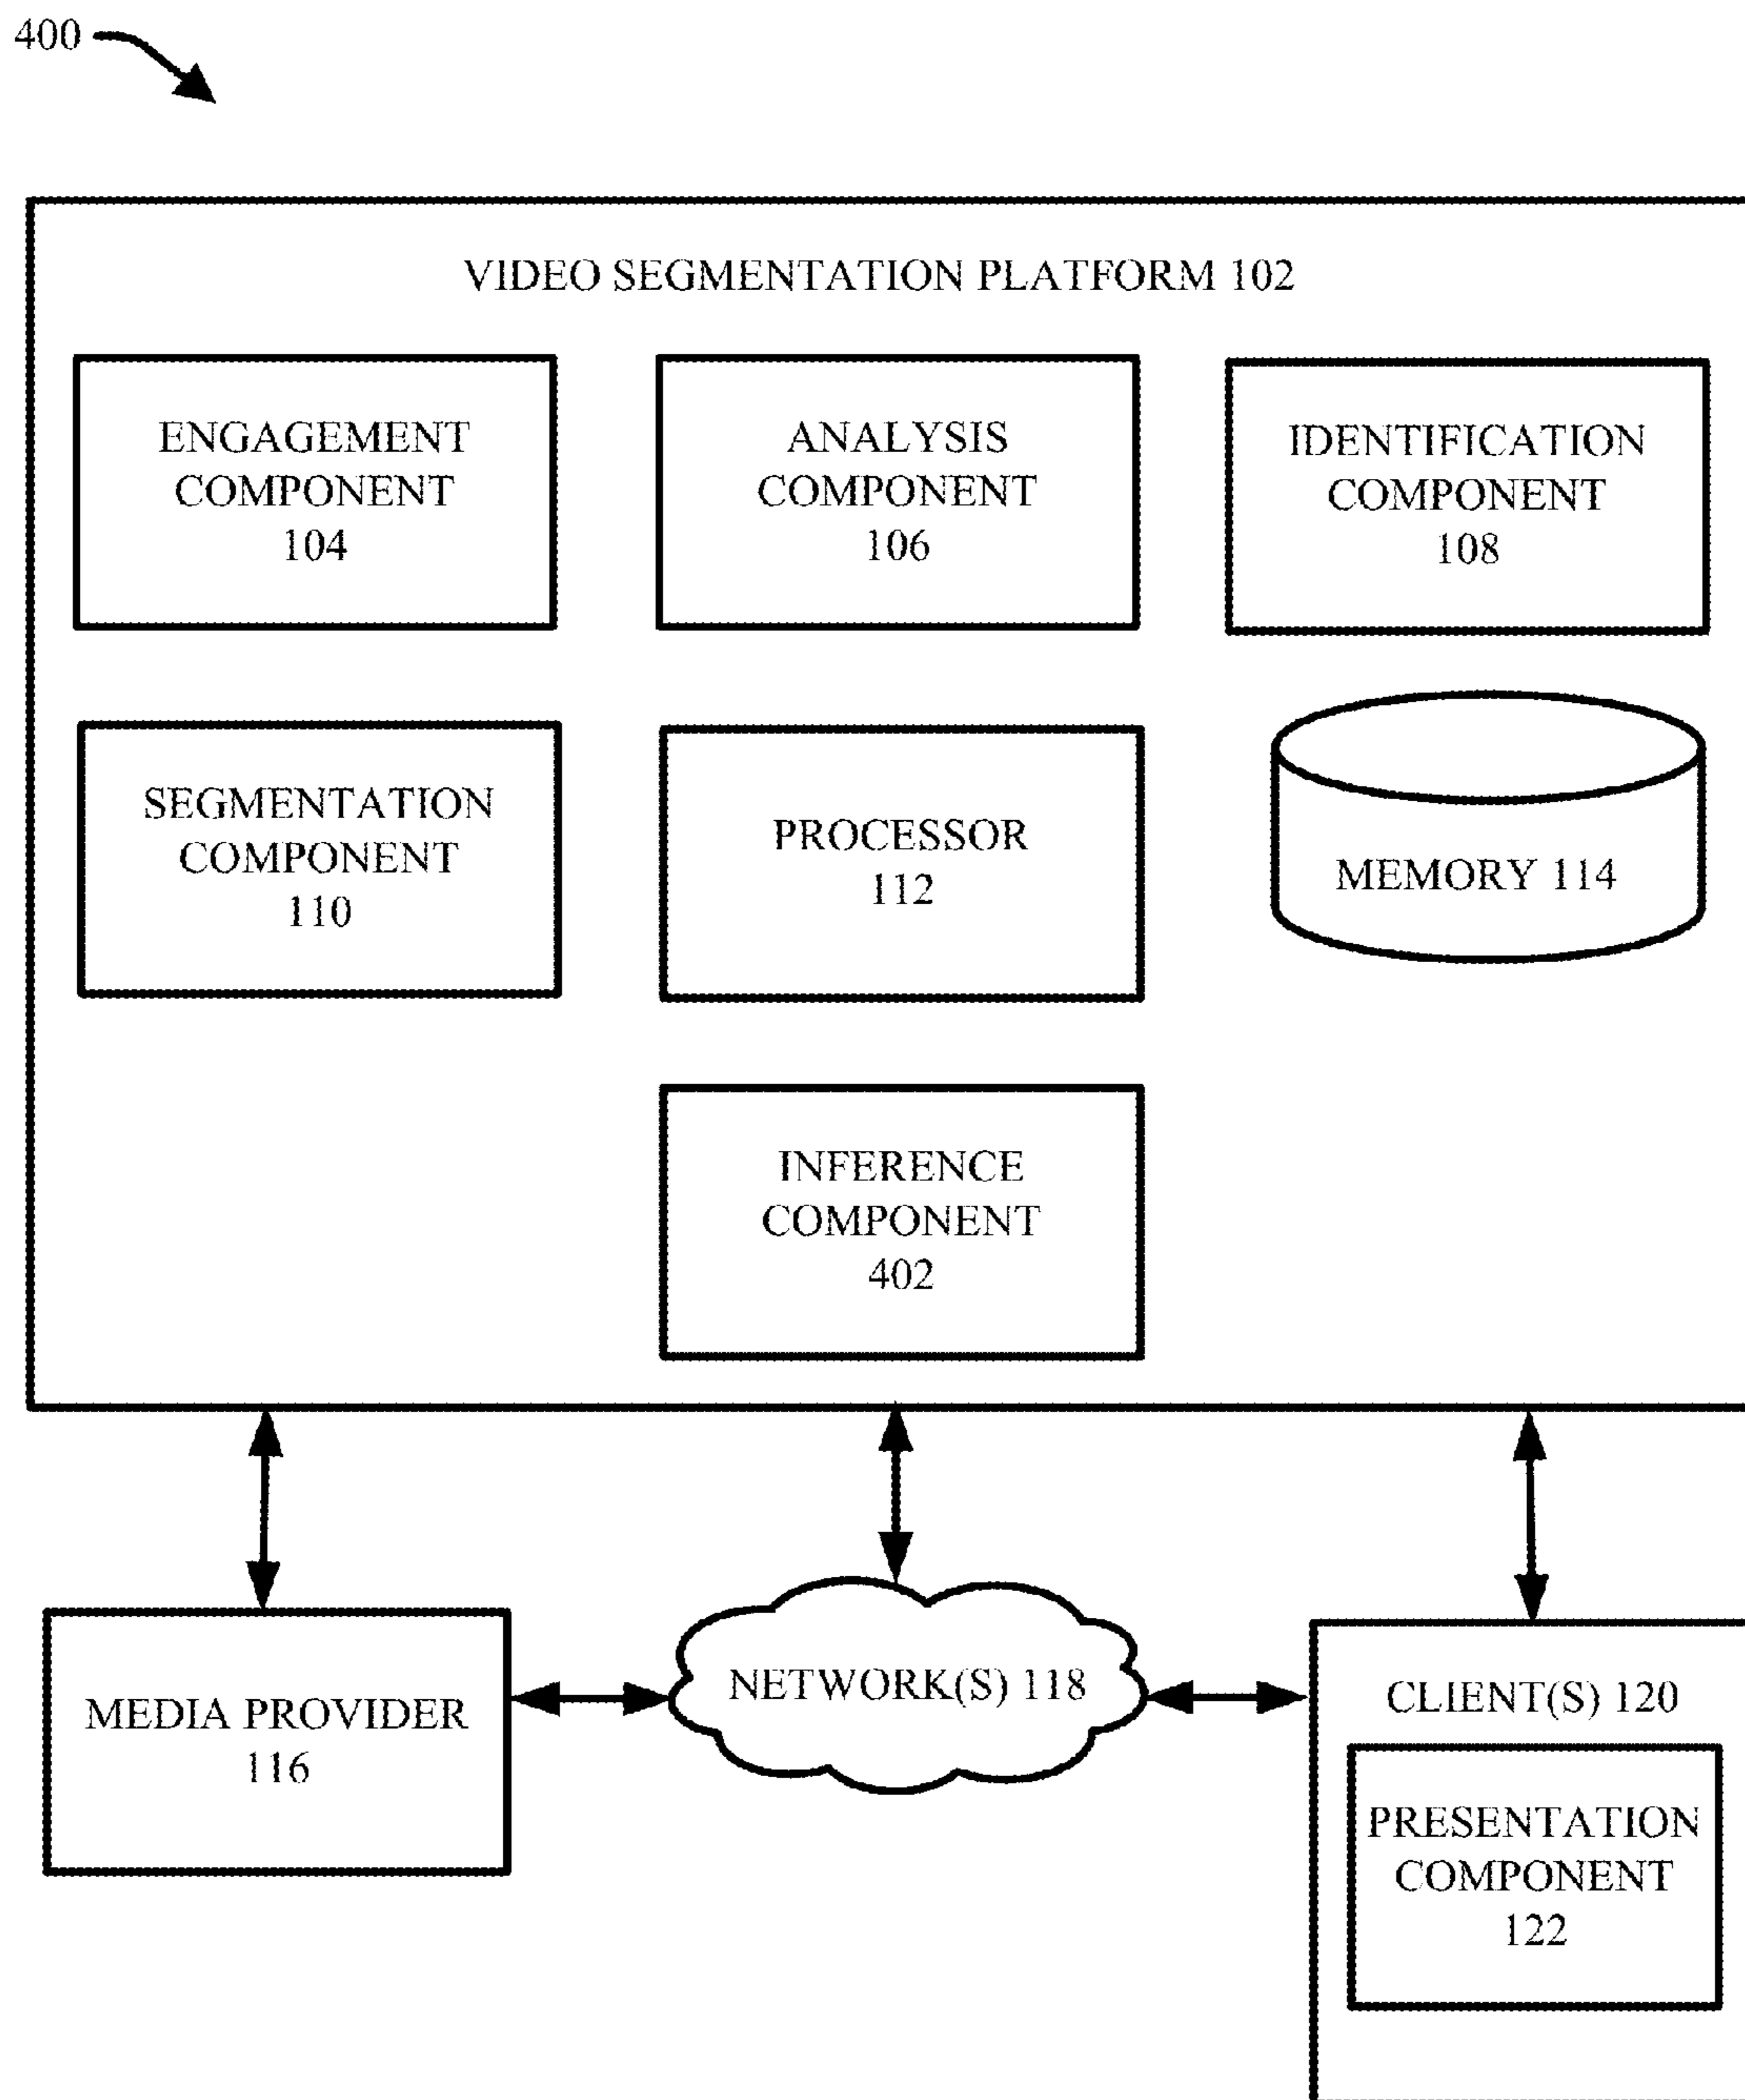 400
VIDEO SEGMENTATION PLATFORM 102
ENGAGEMENT
COMPONENT
104
ANALYSIS
COMPONENT
106
IDENTIFICATION
COMPONENT
108
SEGMENTATION
COMPONENT
110
PROCESSOR
112
MEMORY 114
INFERENCE
COMPONENT
402
MEDIA PROVIDER
116
NETWORK(S) 118
CLIENT(S) 120
PRESENTATION
COMPONENT
122